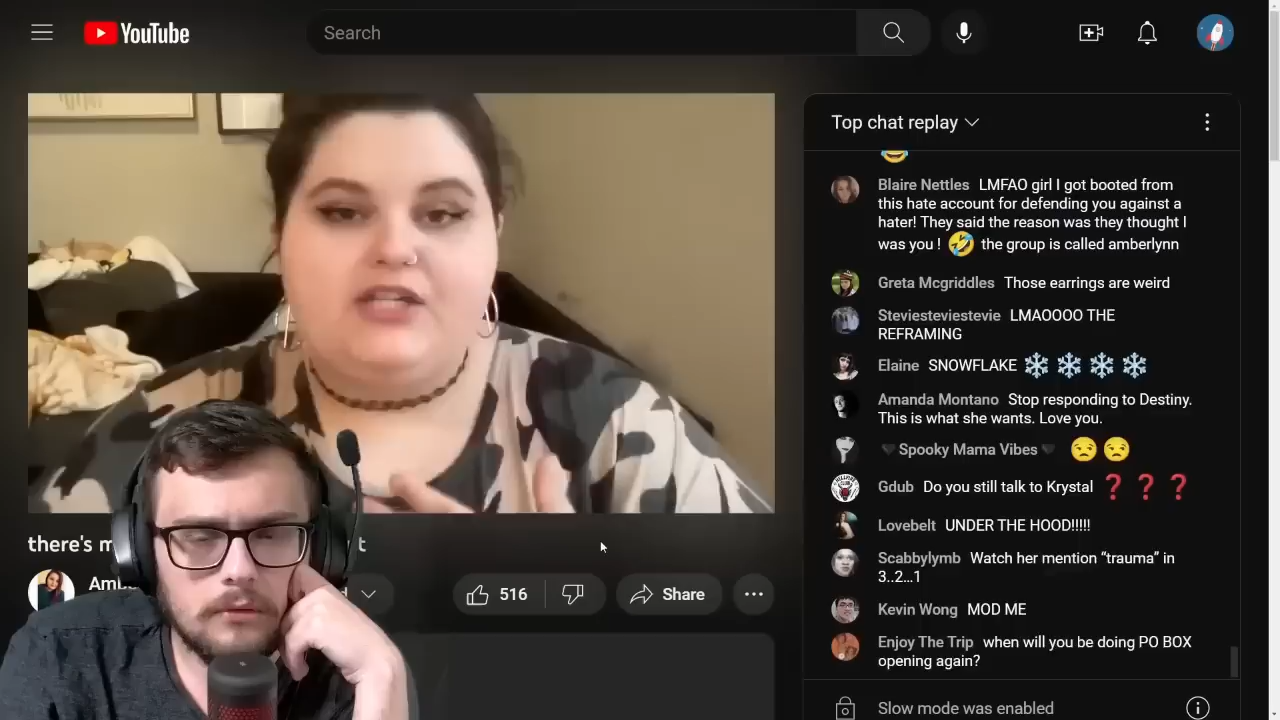 YouTube
Search
Top chat replay
Blaire Nettles LMFAO girl I got booted from
this hate account for defending you against a
hater! They said the reason was they thought I
was you ! 🤣 the group is called amberlynn
Greta Mcgriddles Those earrings are weird
Steviesteviestevie LMAOOOO THE
REFRAMING
Elaine SNOWFLAKE ❄️ ❄️ ❄️ ❄️
Amanda Montano Stop responding to Destiny.
This is what she wants. Love you.
🖤Spooky Mama Vibes🖤 😒 😒
Gdub Do you still talk to Krystal ❓ ❓ ❓
Lovebelt UNDER THE HOOD!!!!!
Scabbylymb Watch her mention “trauma” in
3..2...1
Kevin Wong MOD ME
Enjoy The Trip when will you be doing PO BOX
opening again?
Slow mode was enabled
there's
516
Share